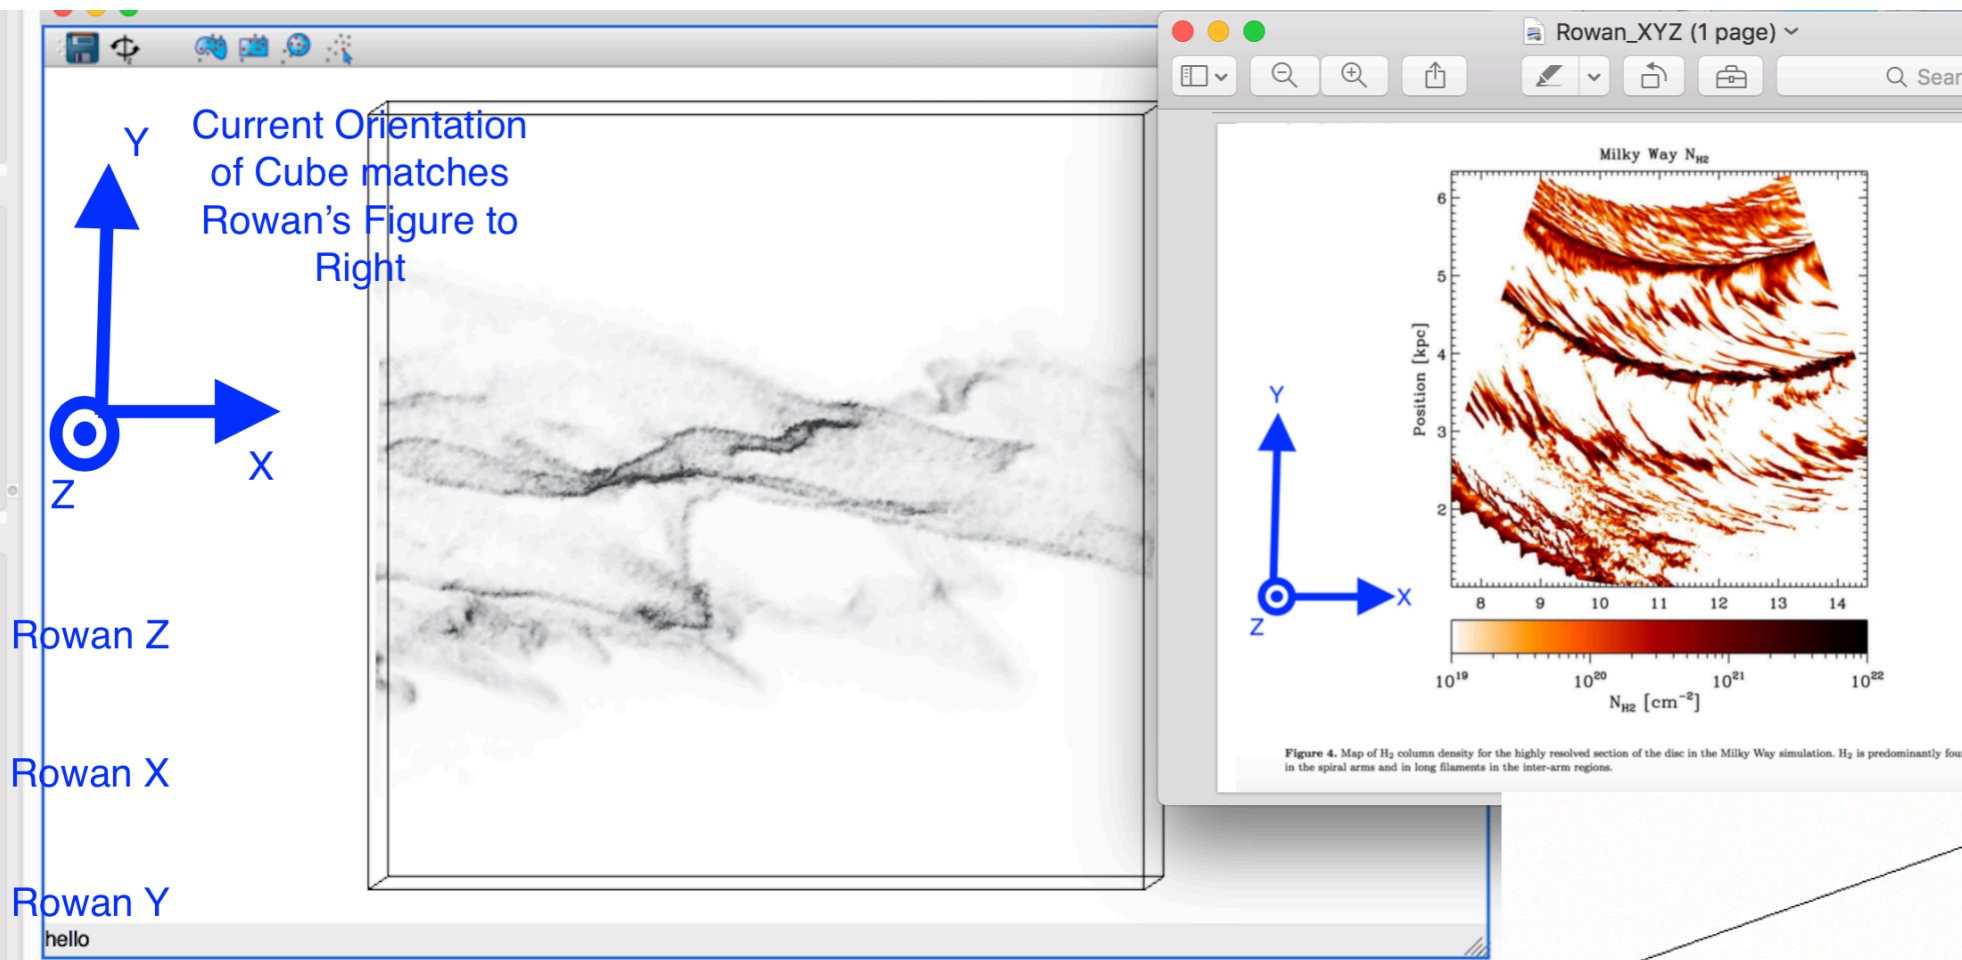 Rowan_XYZ (1 page)
Sear
Current Orientation
of Cube matches
Rowan's Figure to
Right
Y
X
Z
Rowan Z
Rowan X
Rowan Y
hello
Milky Way N_H2
Position [kpc]
6
5
4
3
2
8 9 10 11 12 13 14
10^19 10^20 10^21 10^22
N_H2 [cm^-2]
Y
X
Z
Figure 4. Map of H2 column density for the highly resolved section of the disc in the Milky Way simulation. H2 is predominantly foun
in the spiral arms and in long filaments in the inter-arm regions.